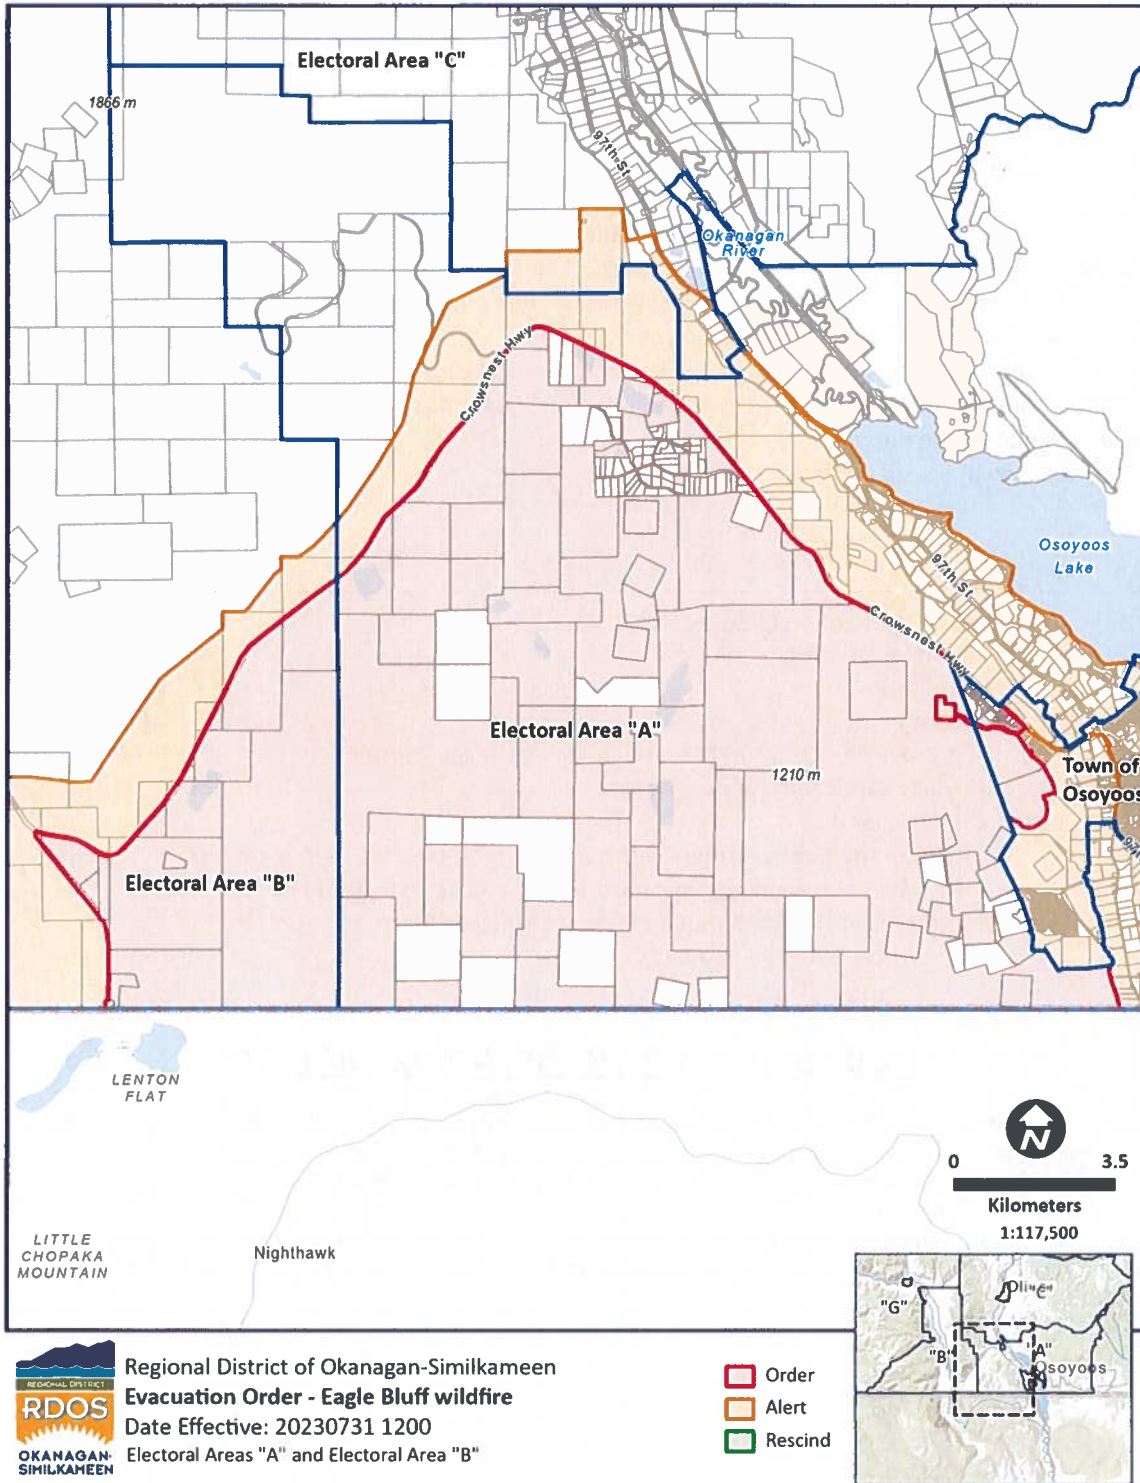 Electoral Area "C"
1866 m
97th St
Okanagan
River
Crowsnest Hwy
Osoyoos
Lake
97th St
Crowsnest Hwy
Electoral Area "A"
1210 m
Town of
Osoyoos
Electoral Area "B"
LENTON
FLAT
N
0 3.5
Kilometers
1:117,500
LITTLE
CHOPAKA
MOUNTAIN
Nighthawk
"G"
"C"
"B"
"A"
Osoyoos
REGIONAL DISTRICT
RDOS
OKANAGAN-
SIMILKAMEEN
Regional District of Okanagan-Similkameen
Evacuation Order - Eagle Bluff wildfire
Date Effective: 20230731 1200
Electoral Areas "A" and Electoral Area "B"
Order
Alert
Rescind